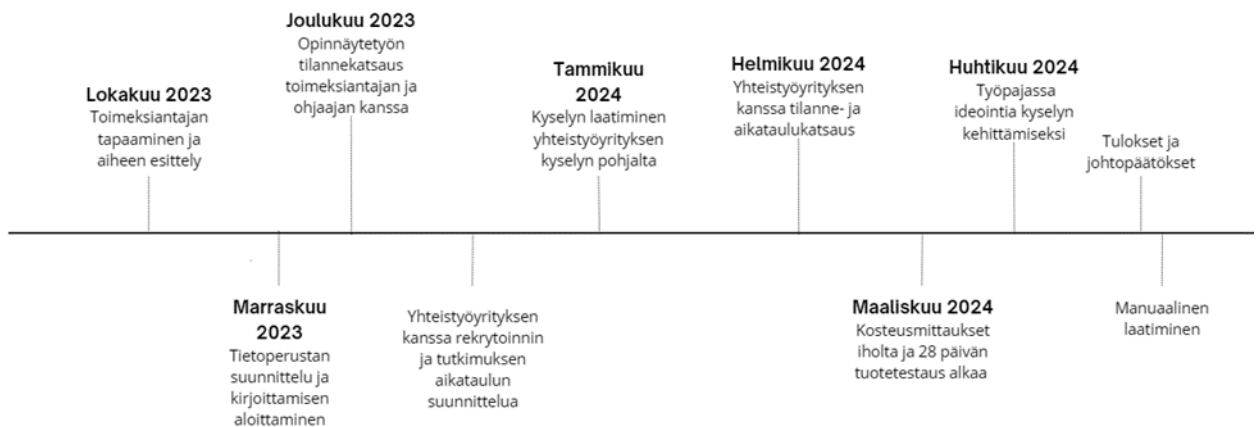 Lokakuu 2023
Toimeksiantajan
tapaaminen ja
aiheen esittely
Marraskuu
2023
Tietoperustan
suunnittelu ja
kirjoittamisen
aloittaminen
Joulukuu 2023
Opinnäytetyön
tilannekatsaus
toimeksiantajan ja
ohjaajan kanssa
Yhteistyöyrityksen
kanssa rekrytoinnin
ja tutkimuksen
aikataulun
suunnittelua
Tammikuu
2024
Kyselyn laatiminen
yhteistyöyrityksen
kyselyn pohjalta
Helmikuu 2024
Yhteistyöyrityksen
kanssa tilanne- ja
aikataulukatsaus
Maaliskuu 2024
Kosteusmittaukset
iholta ja 28 päivän
tuotetestaus alkaa
Huhtikuu 2024
Työpajassa
ideointia kyselyn
kehittämiseksi
Tulokset ja
johtopäätökset
Manuaalinen
laatiminen